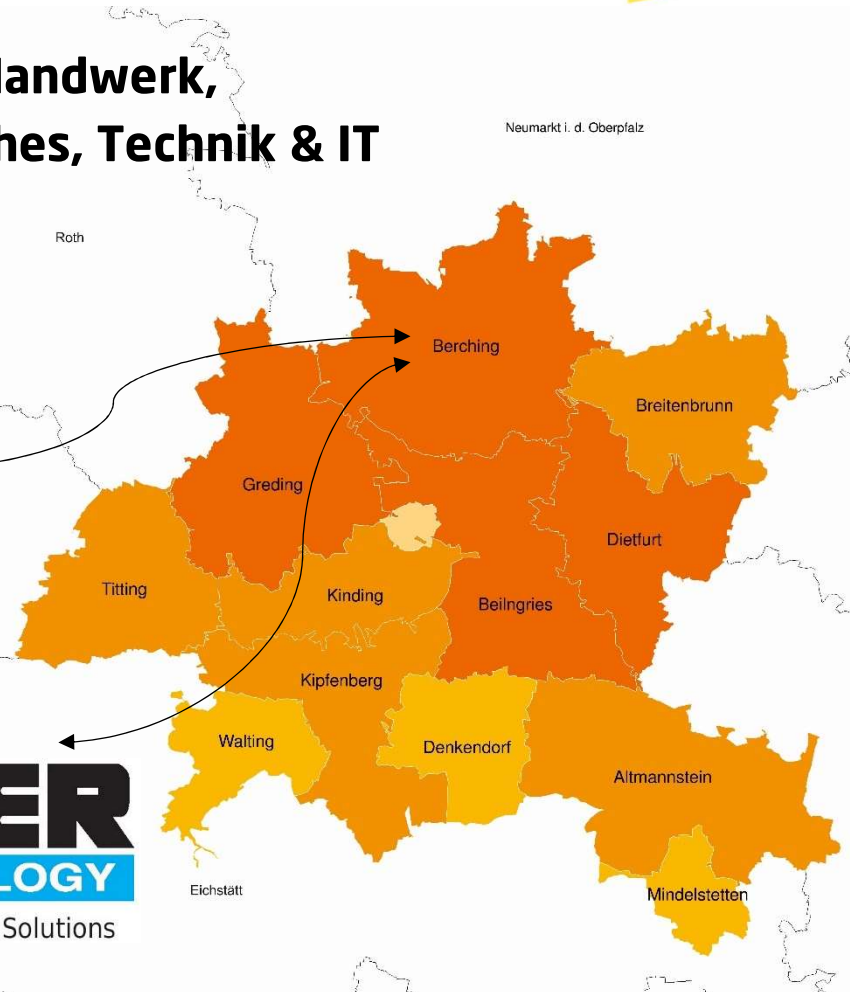 landwerk,
hes, Technik & IT
Neumarkt i. d. Oberpfalz
Roth
Berching
Breitenbrunn
Greding
Dietfurt
Titting
Kinding
Beilngries
Kipfenberg
Walting
Denkendorf
Altmannstein
ER
LOGY
Eichstätt
Mindelstetten
Solutions